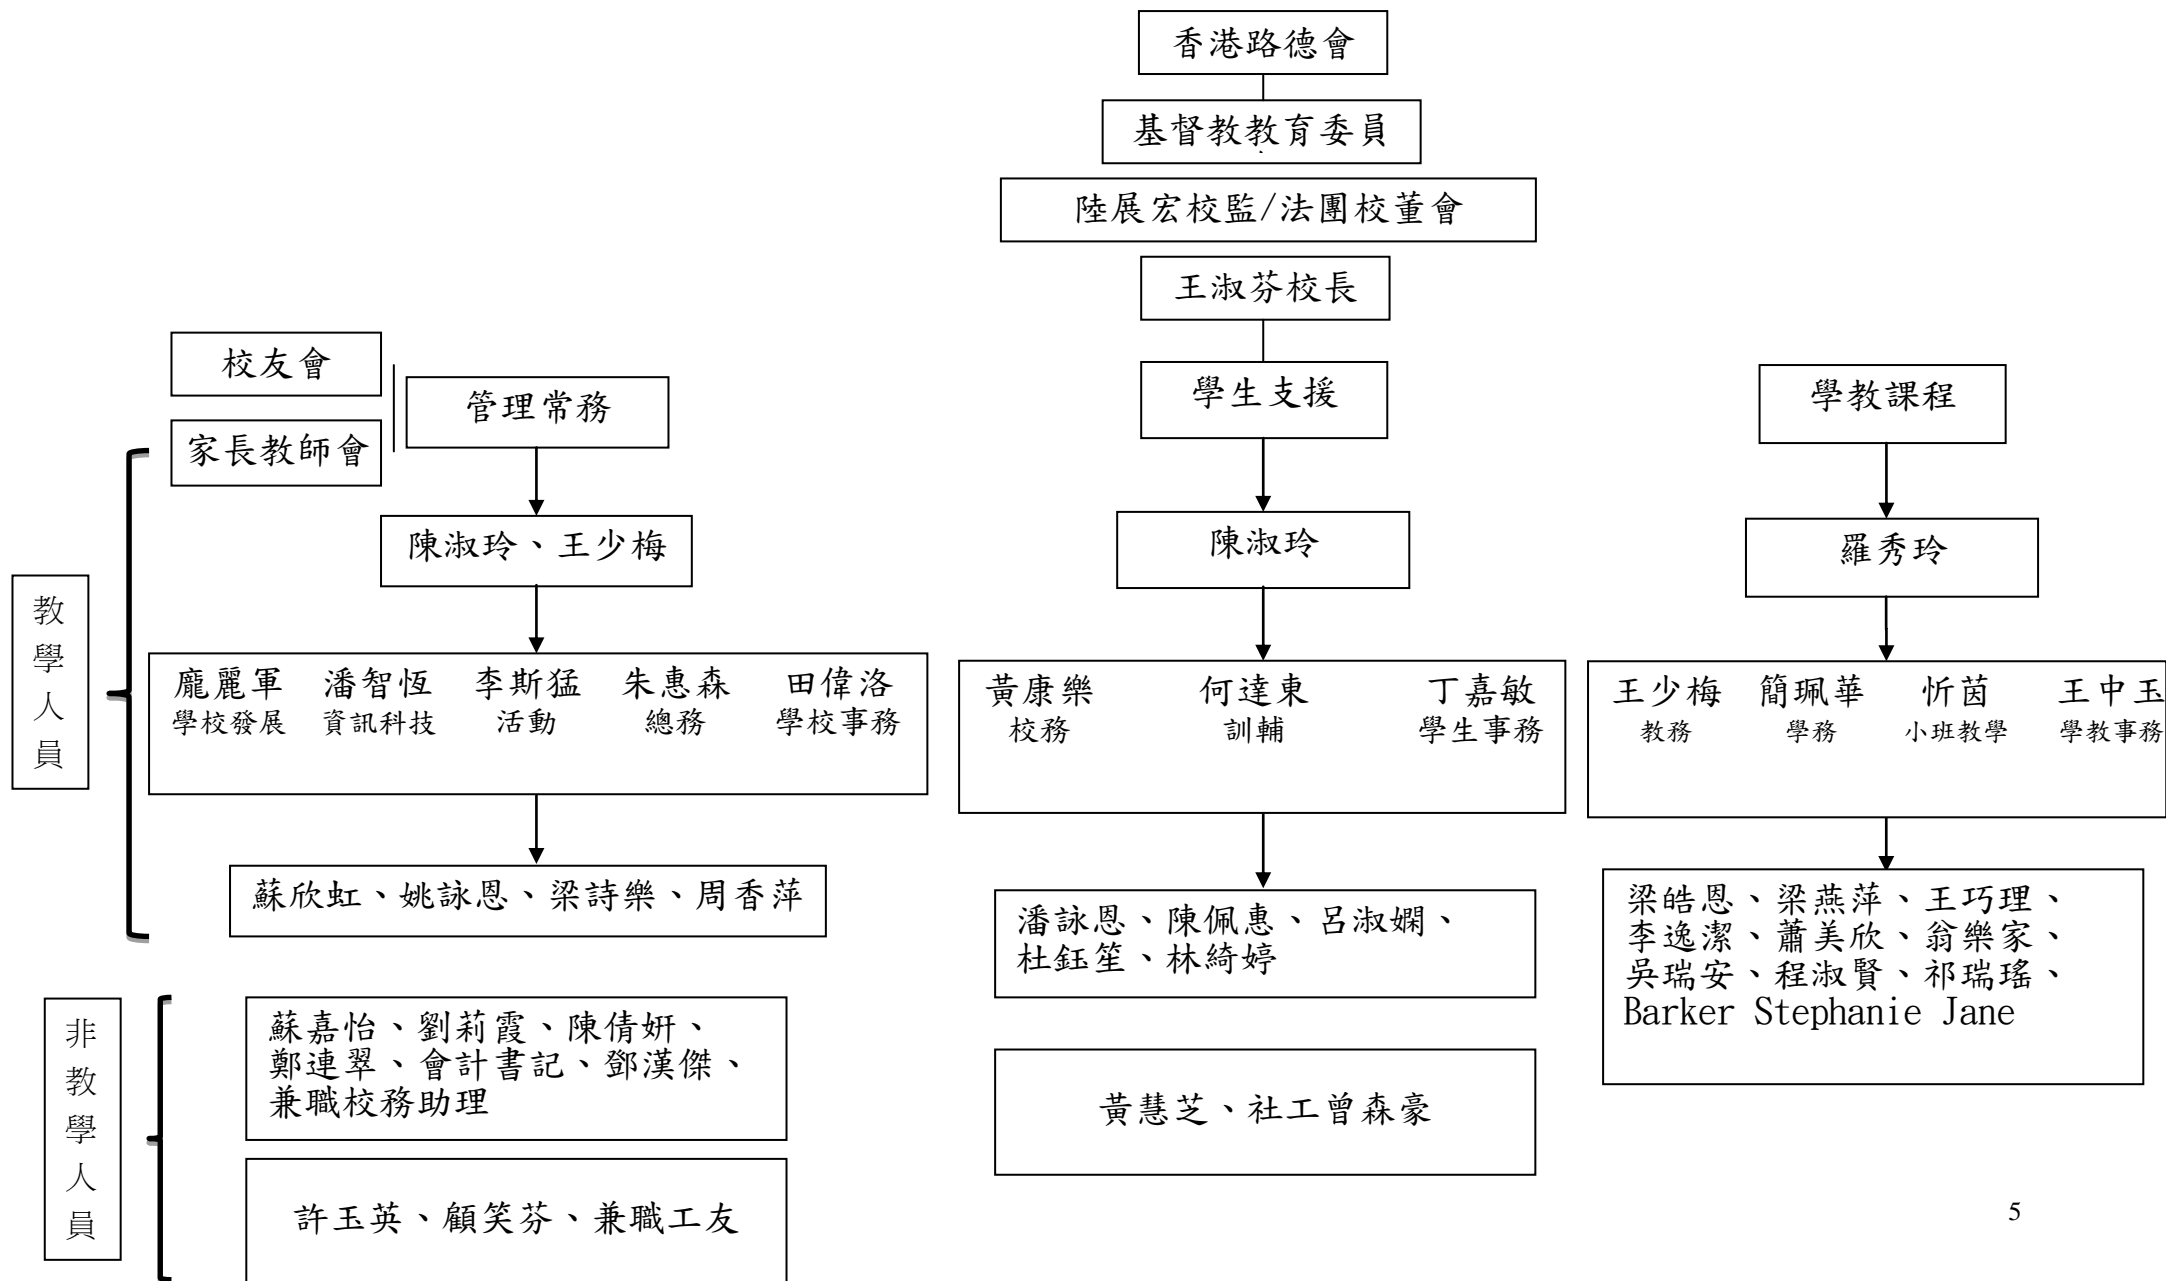 香港路德會
基督教教育委員
陸展宏校監/法團校董會
王淑芬校長
校友會
家長教師會
管理常務
學生支援
學教課程
陳淑玲、王少梅
陳淑玲
羅秀玲
教學人員
龐麗軍 潘智恆 李斯猛 朱惠森 田偉洛
學校發展 資訊科技 活動 總務 學校事務
黃康樂 何達東 丁嘉敏
校務 訓輔 學生事務
王少梅 簡珮華 忻茵 王中玉
教務 學務 小班教學 學教事務
蘇欣虹、姚詠恩、梁詩樂、周香萍
潘詠恩、陳佩惠、呂淑嫻、
杜鈺笙、林綺婷
梁皓恩、梁燕萍、王巧理、
李逸潔、蕭美欣、翁樂家、
吳瑞安、程淑賢、祁瑞瑤、
Barker Stephanie Jane
非教學人員
蘇嘉怡、劉莉霞、陳倩妍、
鄭連翠、會計書記、鄧漢傑、
兼職校務助理
黃慧芝、社工曾森豪
許玉英、顧笑芬、兼職工友
5